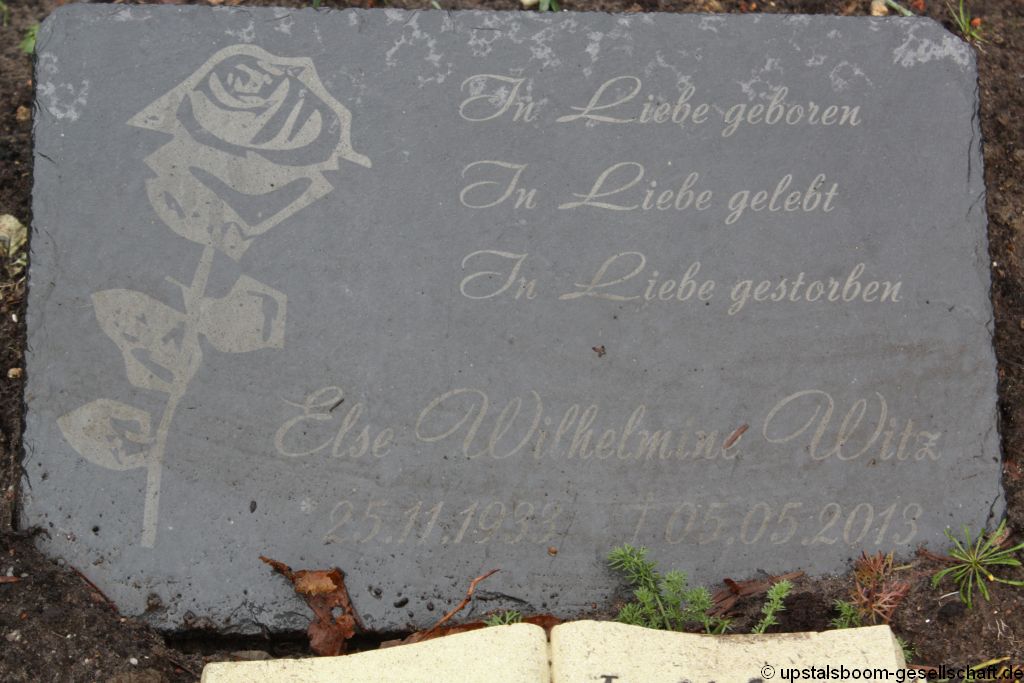 In Liebe geboren
In Liebe gelebt
In Liebe gestorben
Else Wilhelmine Witz
* 25.11.1933 † 05.05.2013
© upstalsboom-gesellschaft.de